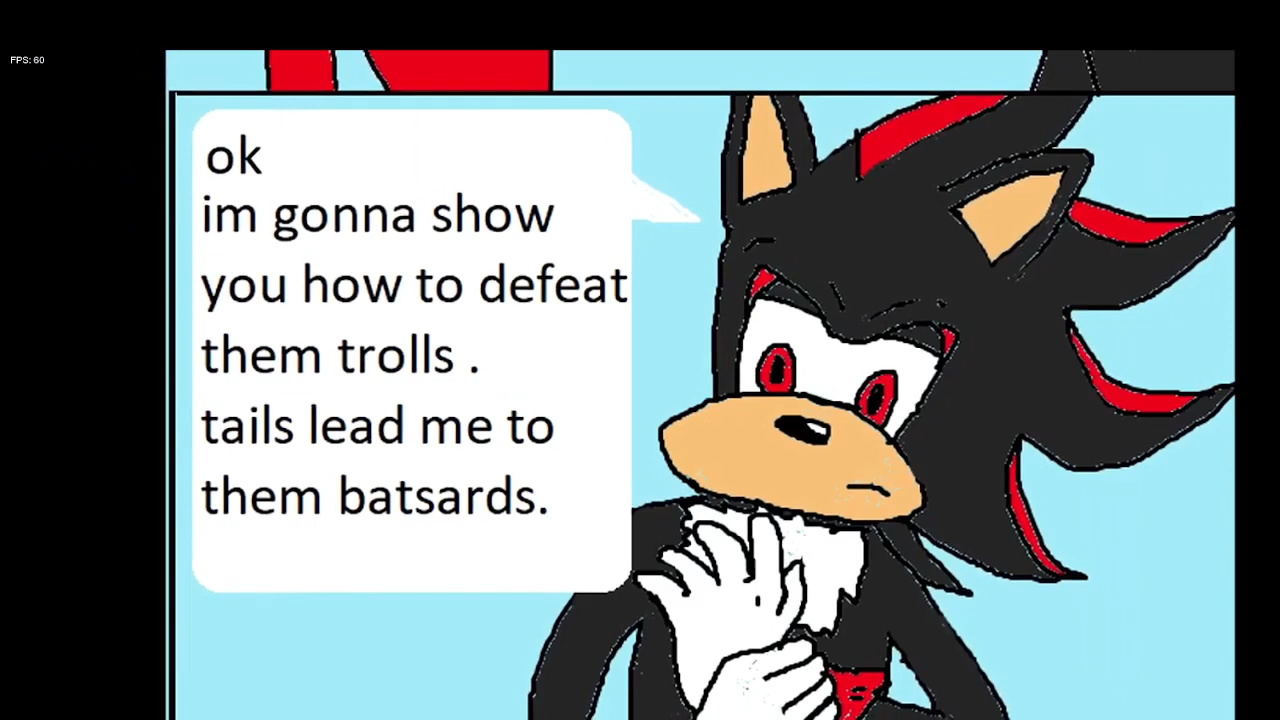 FPS: 60
ok
im gonna show
you how to defeat
them trolls .
tails lead me to
them batsards.